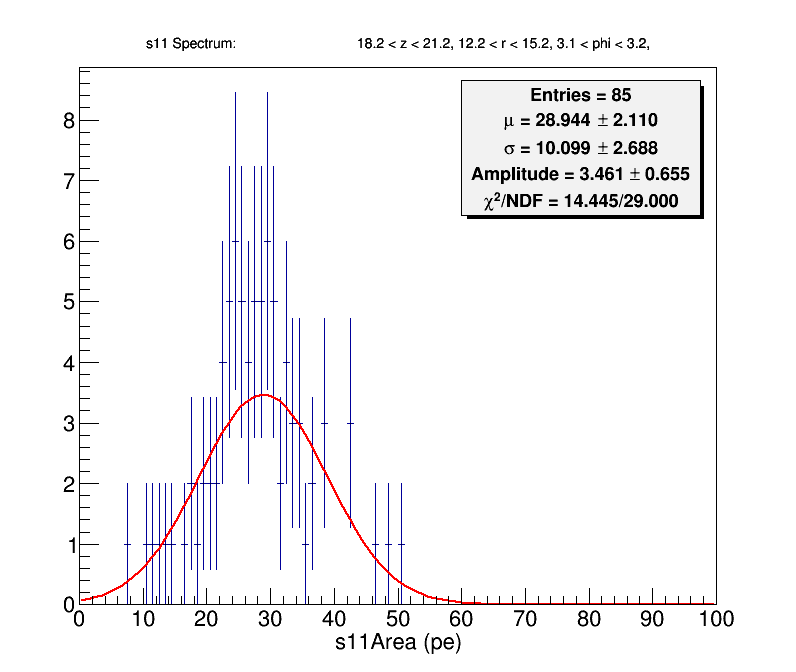 s11 Spectrum: 18.2 < z < 21.2, 12.2 < r < 15.2, 3.1 < phi < 3.2,
Entries = 85
μ = 28.944 ± 2.110
σ = 10.099 ± 2.688
Amplitude = 3.461 ± 0.655
χ²/NDF = 14.445/29.000
8
7
6
5
4
3
2
1
0
0 10 20 30 40 50 60 70 80 90 100
s11Area (pe)